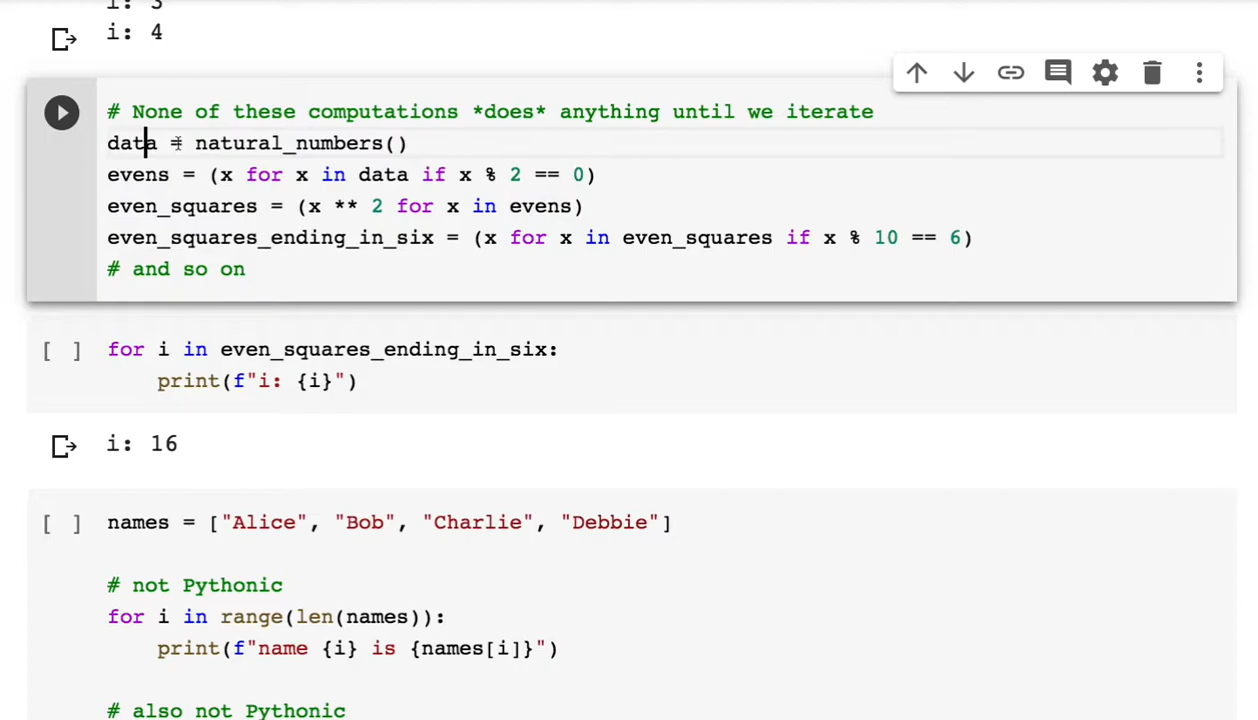 i: 3
i: 4
# None of these computations *does* anything until we iterate
data = natural_numbers()
evens = (x for x in data if x % 2 == 0)
even_squares = (x ** 2 for x in evens)
even_squares_ending_in_six = (x for x in even_squares if x % 10 == 6)
# and so on
[ ] for i in even_squares_ending_in_six:
print(f"i: {i}")
i: 16
[ ] names = ["Alice", "Bob", "Charlie", "Debbie"]
# not Pythonic
for i in range(len(names)):
print(f"name {i} is {names[i]}")
# also not Pythonic